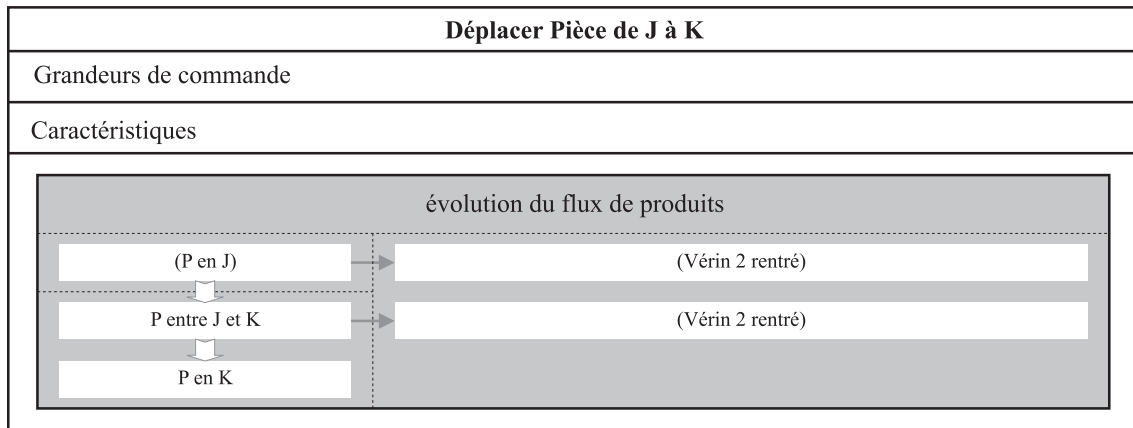 Déplacer Pièce de J à K
Grandeurs de commande
Caractéristiques
évolution du flux de produits
(P en J)
(Vérin 2 rentré)
P entre J et K
(Vérin 2 rentré)
P en K